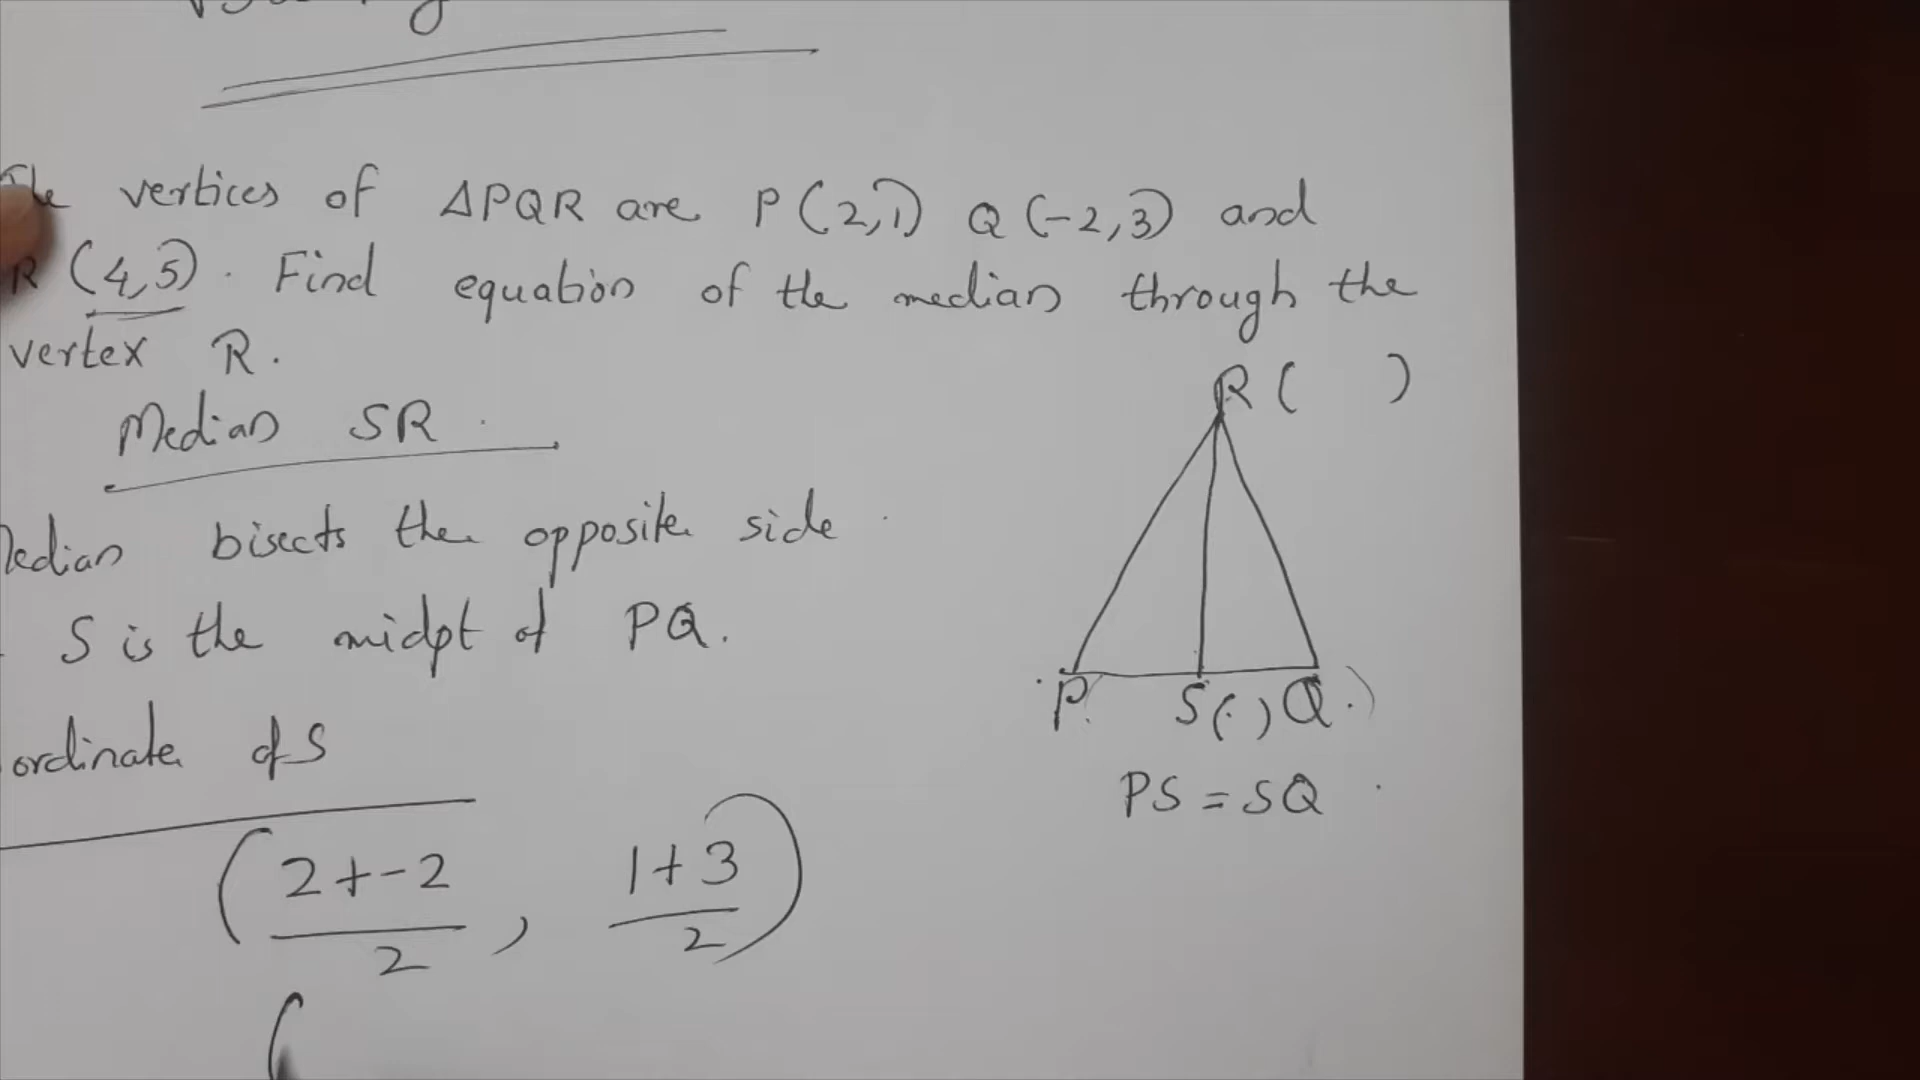 The vertices of ΔPQR are P(2,1) Q(-2,3) and
R (4,5). Find equation of the median through the
vertex R.
Median SR.
Median bisects the opposite side.
S is the midpt of PQ.
ordinate of S
(2+-2/2, 1+3/2)
(
R( )
P S( ) Q.)
PS = SQ